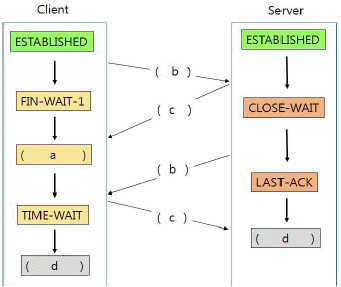 Client
Server
ESTABLISHED
ESTABLISHED
( b )
FIN-WAIT-1
( c )
CLOSE-WAIT
( a )
( b )
LAST-ACK
TIME-WAIT
( c )
( d )
( d )